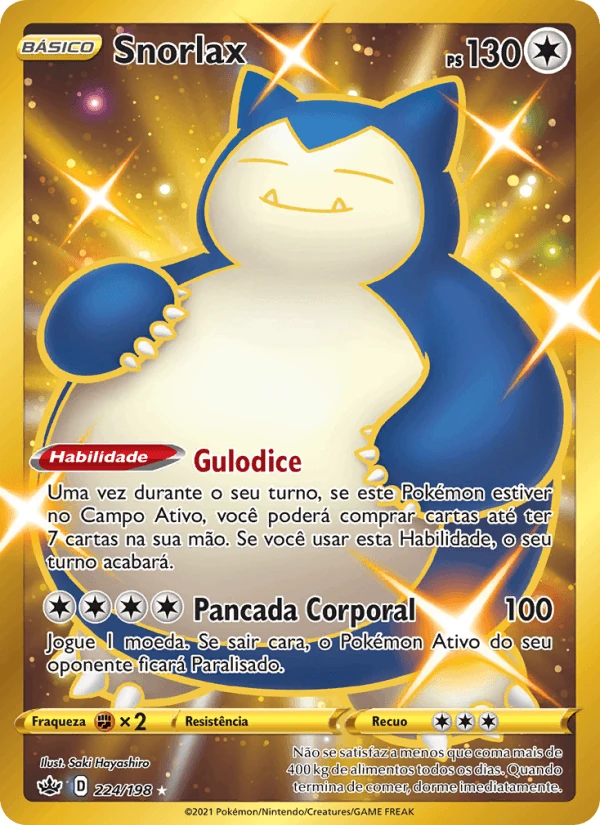 BÁSICO Snorlax PS 130
Habilidade Gulodice
Uma vez durante o seu turno, se este Pokémon estiver
no Campo Ativo, você poderá comprar cartas até ter
7 cartas na sua mão. Se você usar esta Habilidade, o seu
turno acabará.
Pancada Corporal 100
Jogue 1 moeda. Se sair cara, o Pokémon Ativo do seu
oponente ficará Paralisado.
Fraqueza ×2 Resistência Recuo
Ilust. Saki Hayashiro
D 224/198
Não se satisfaz a menos que coma mais de
400 kg de alimentos todos os dias. Quando
termina de comer, dorme imediatamente.
©2021 Pokémon/Nintendo/Creatures/GAME FREAK